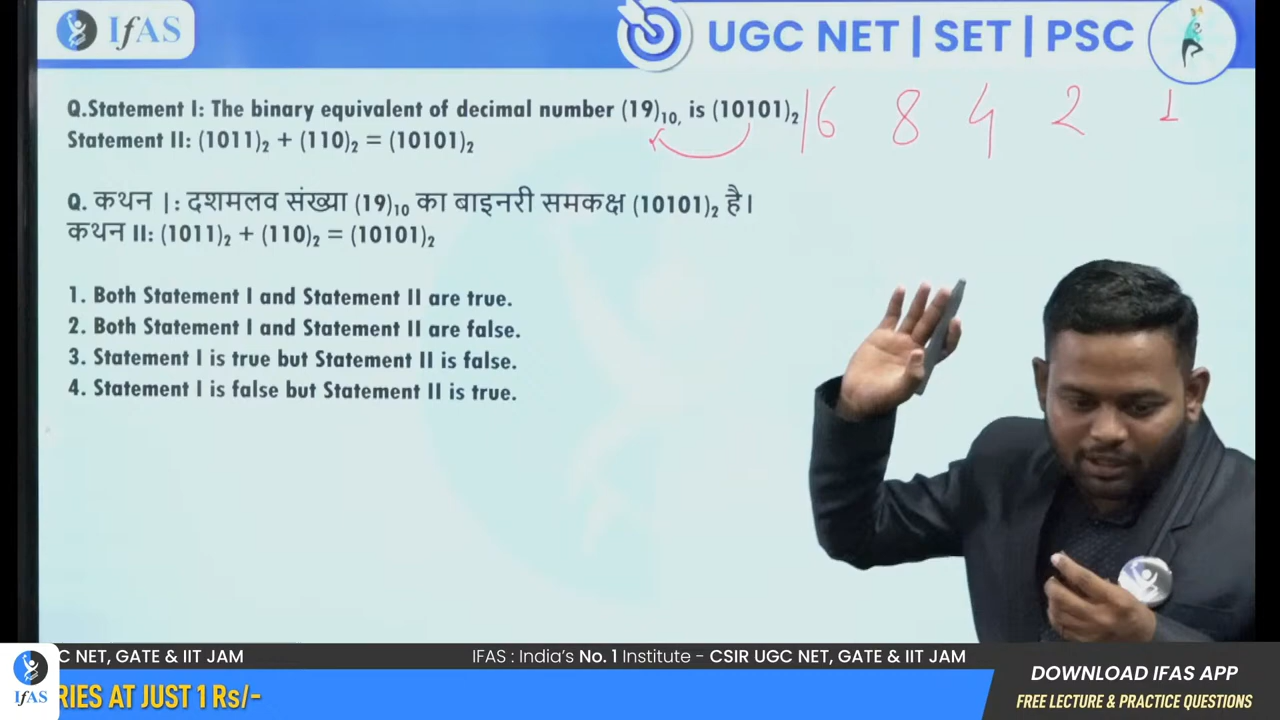 IfAS
UGC NET | SET | PSC
Q.Statement I: The binary equivalent of decimal number (19)₁₀, is (10101)₂
16 8 4 2 1
Statement II: (1011)₂ + (110)₂ = (10101)₂
Q. कथन |: दशमलव संख्या (19)₁₀ का बाइनरी समकक्ष (10101)₂ है।
कथन II: (1011)₂ + (110)₂ = (10101)₂
1. Both Statement I and Statement II are true.
2. Both Statement I and Statement II are false.
3. Statement I is true but Statement II is false.
4. Statement I is false but Statement II is true.
C NET, GATE & IIT JAM
IFAS : India's No. 1 Institute - CSIR UGC NET, GATE & IIT JAM
IfAS
RIES AT JUST 1 Rs/-
DOWNLOAD IFAS APP
FREE LECTURE & PRACTICE QUESTIONS